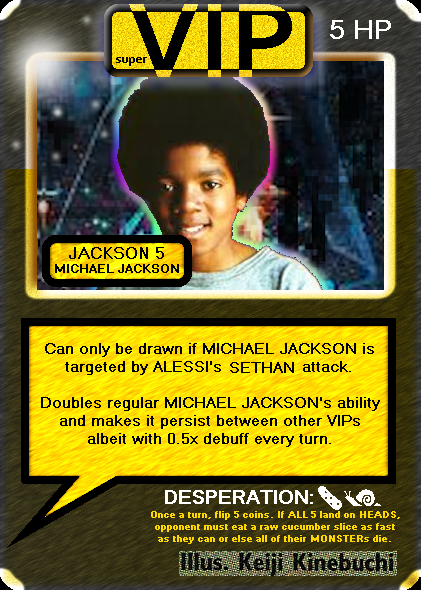 super VIP
5 HP
JACKSON 5
MICHAEL JACKSON
Can only be drawn if MICHAEL JACKSON is
targeted by ALESSI's SETHAN attack.
Doubles regular MICHAEL JACKSON's ability
and makes it persist between other VIPs
albeit with 0.5x debuff every turn.
DESPERATION:
Once a turn, flip 5 coins. If ALL 5 land on HEADS,
opponent must eat a raw cucumber slice as fast
as they can or else all of their MONSTERs die.
Illus. Keiji Kinebuchi